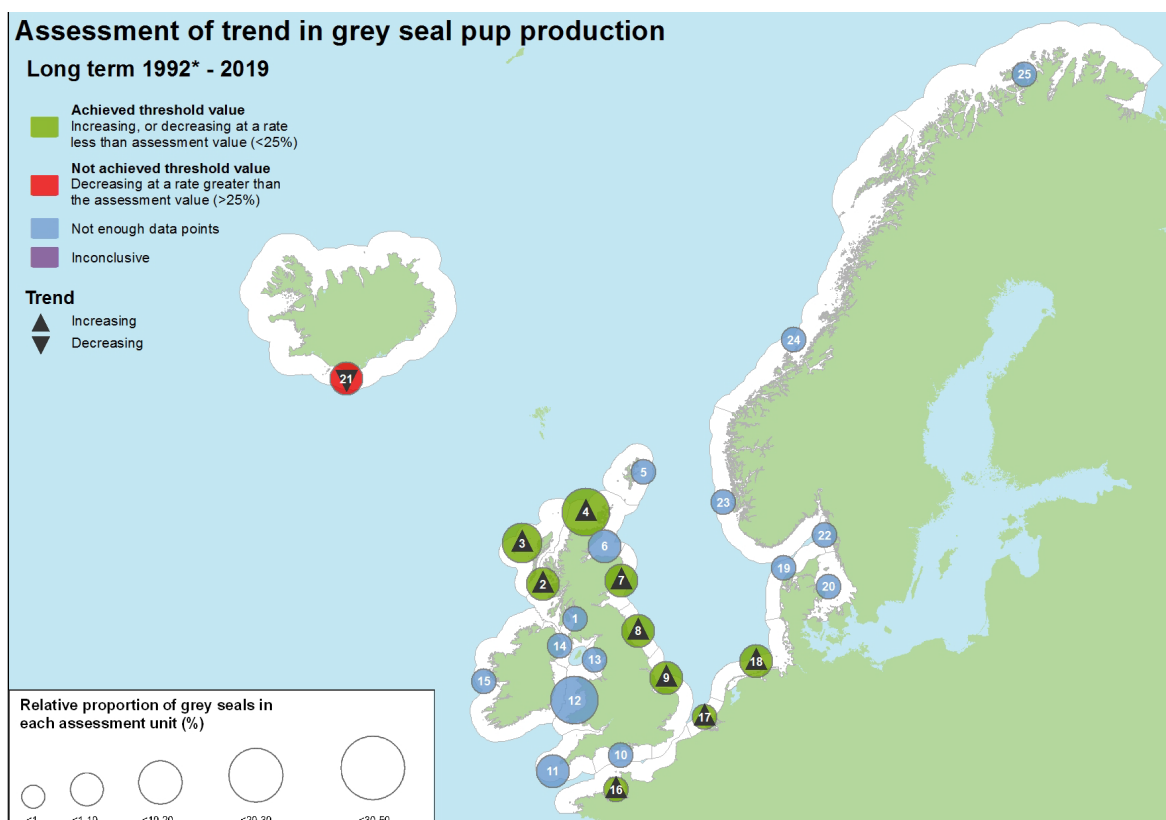 Assessment of trend in grey seal pup production
Long term 1992* - 2019
Achieved threshold value
Increasing, or decreasing at a rate
less than assessment value (<25%)
Not achieved threshold value
Decreasing at a rate greater than
the assessment value (>25%)
Not enough data points
Inconclusive
Trend
Increasing
Decreasing
25
24
21
5
23
4
22
3
6
19
2
7
20
1
8
14
13
18
15
9
12
17
10
11
16
Relative proportion of grey seals in
each assessment unit (%)